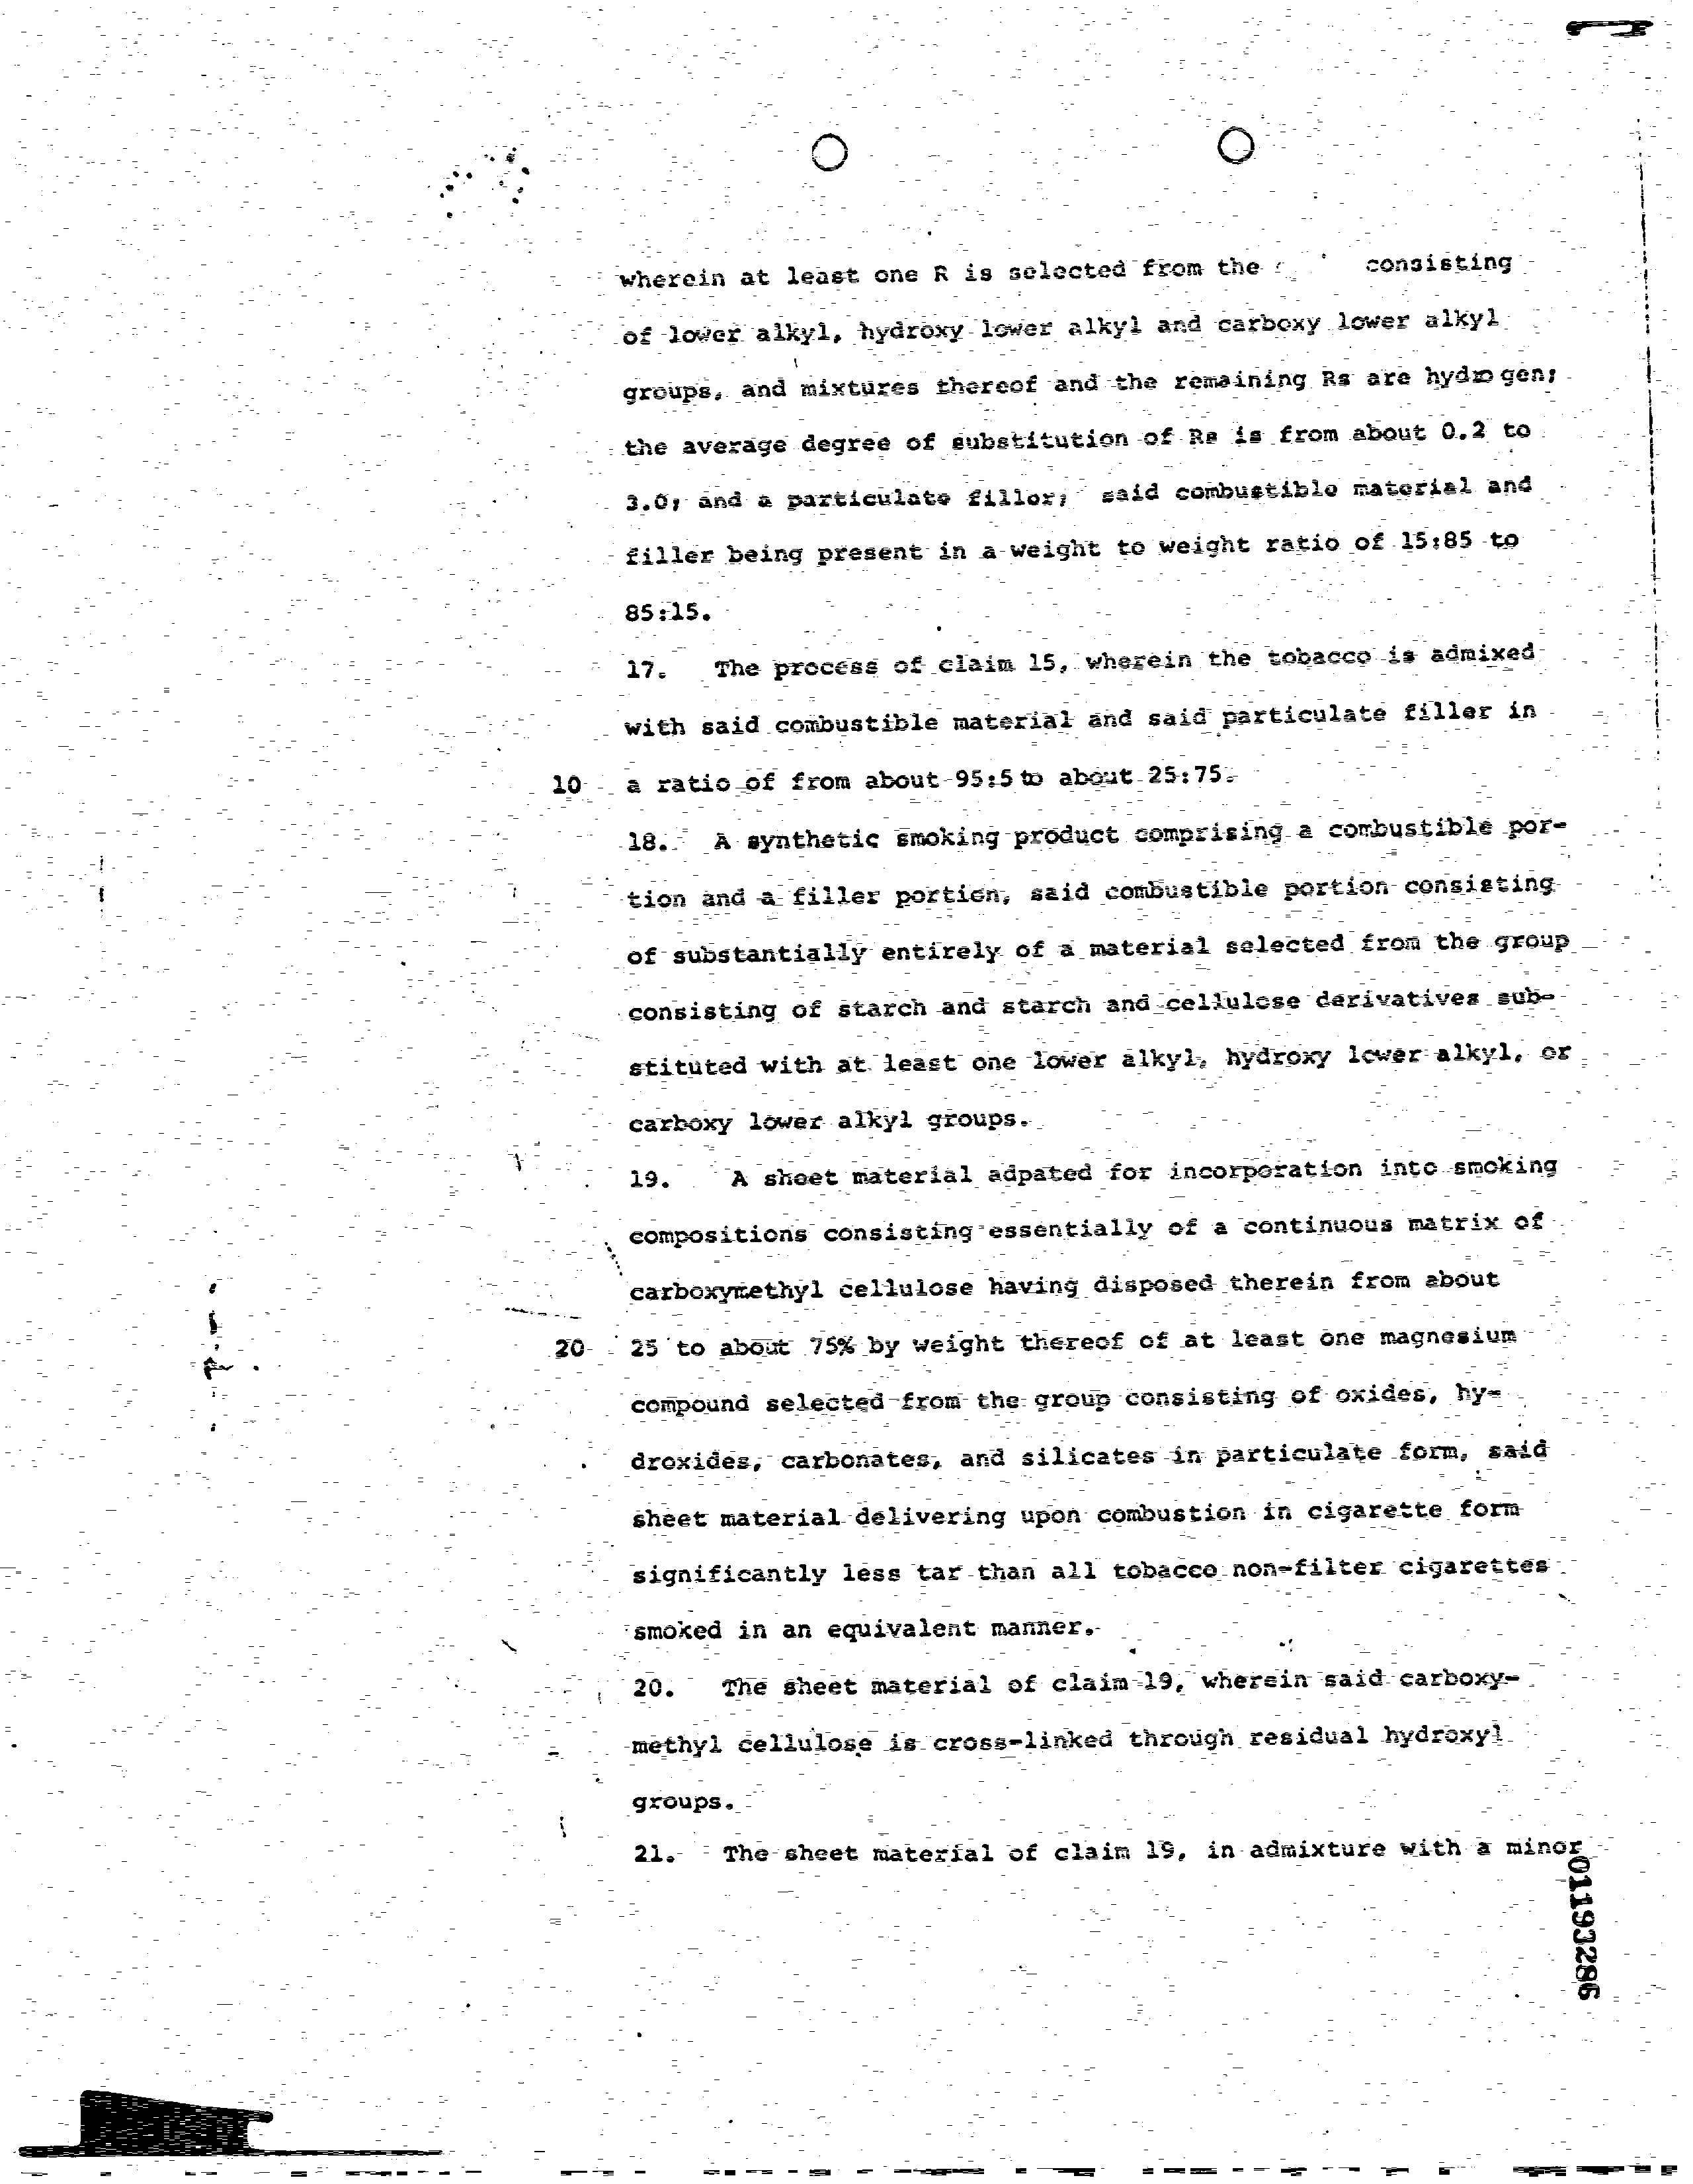 wherein at least one R is selected from the consisting
of lower alkyl, hydroxy lower alkyl and carboxy lower alkyl
groups, and mixtures thereof and the remaining Rs are hydrogen;
the average degree of substitution of Rs is from about 0.2 to
3.0; and a particulate filler; said combustible material and
filler being present in a weight to weight ratio of 15:85 to
85:15.
17. The process of claim 15, wherein the tobacco is admixed
with said combustible material and said particulate filler in
10 a ratio of from about 95:5 to about 25:75.
18. A synthetic smoking product comprising a combustible por-
tion and a filler portion, said combustible portion consisting
of substantially entirely of a material selected from the group
consisting of starch and starch and cellulose derivatives sub-
stituted with at least one lower alkyl, hydroxy lower alkyl, or
carboxy lower alkyl groups.
19. A sheet material adpated for incorporation into smoking
compositions consisting essentially of a continuous matrix of
carboxymethyl cellulose having disposed therein from about
20 25 to about 75% by weight thereof of at least one magnesium
compound selected from the group consisting of oxides, hy-
droxides, carbonates, and silicates in particulate form, said
sheet material delivering upon combustion in cigarette form
significantly less tar than all tobacco non-filter cigarettes
smoked in an equivalent manner.
20. The sheet material of claim 19, wherein said carboxy-
methyl cellulose is cross-linked through residual hydroxyl
groups.
21. The sheet material of claim 19, in admixture with a minor
01193286